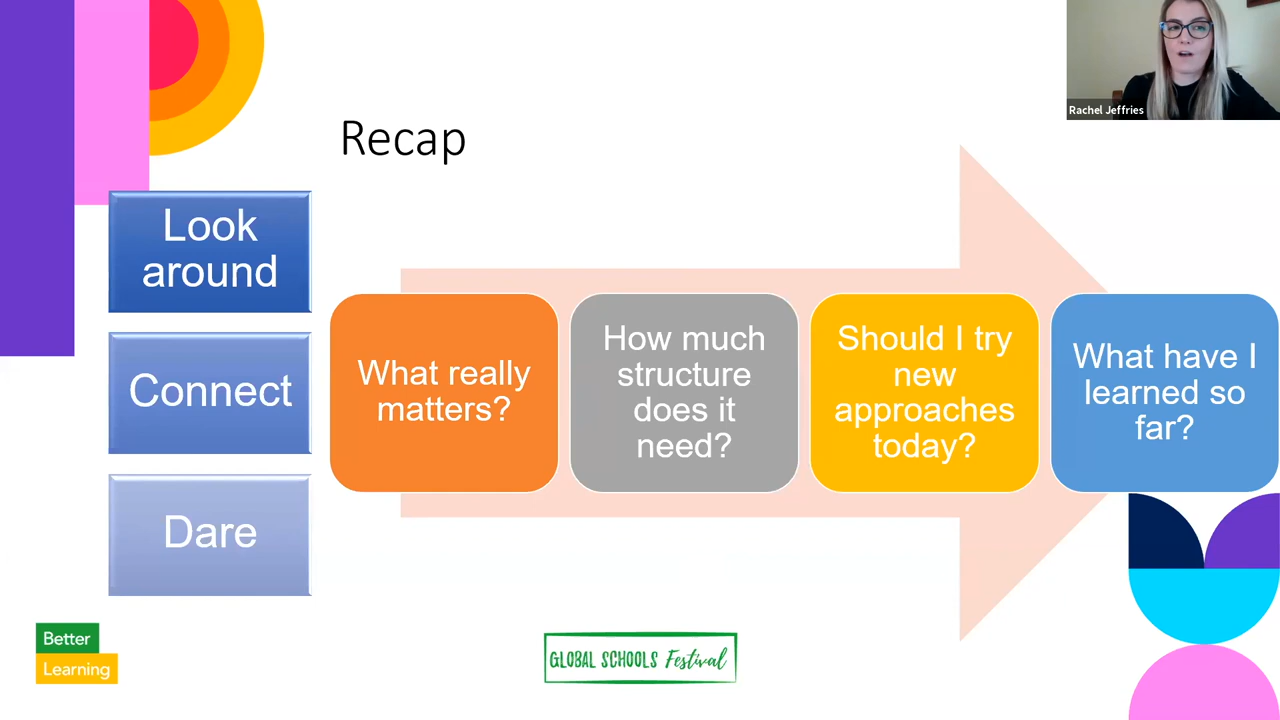 Rachel Jeffries
Recap
Look
around
Connect
Dare
What really
matters?
How much
structure
does it
need?
Should I try
new
approaches
today?
What have I
learned so
far?
Better
Learning
GLOBAL SCHOOLS Festival